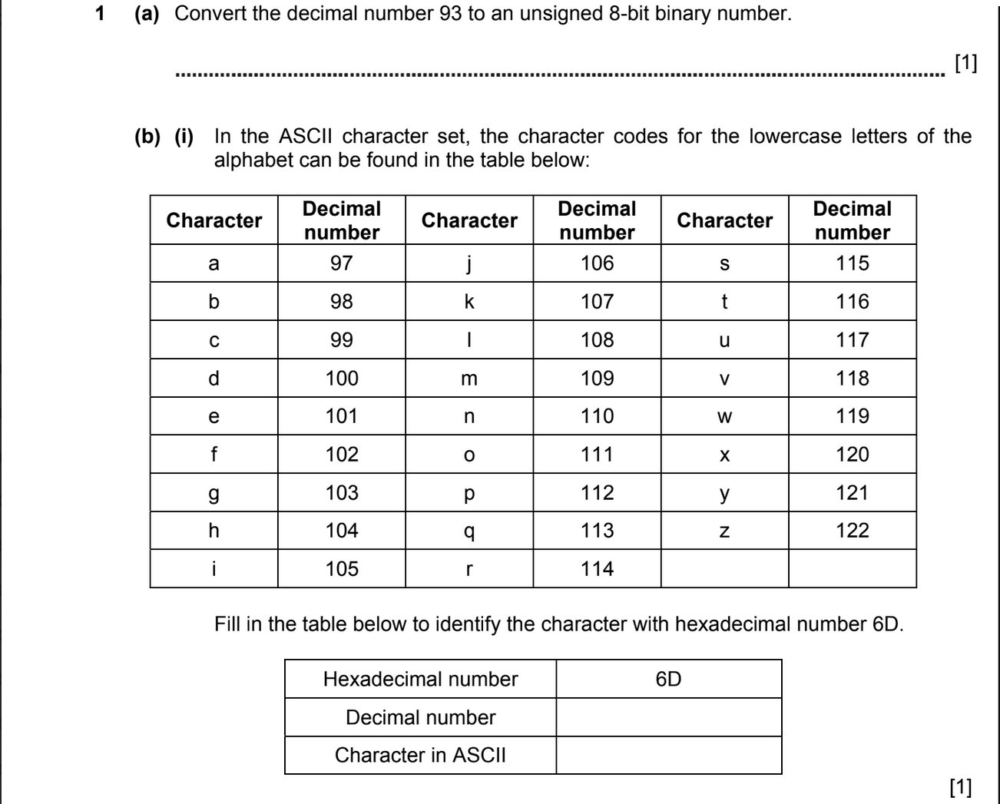 1 (a) Convert the decimal number 93 to an unsigned 8-bit binary number.
[1]
(b) (i) In the ASCII character set, the character codes for the lowercase letters of the
alphabet can be found in the table below:
Character Decimal number Character Decimal number Character Decimal number
a 97 j 106 s 115
b 98 k 107 t 116
c 99 l 108 u 117
d 100 m 109 v 118
e 101 n 110 w 119
f 102 o 111 x 120
g 103 p 112 y 121
h 104 q 113 z 122
i 105 r 114
Fill in the table below to identify the character with hexadecimal number 6D.
Hexadecimal number 6D
Decimal number
Character in ASCII
[1]